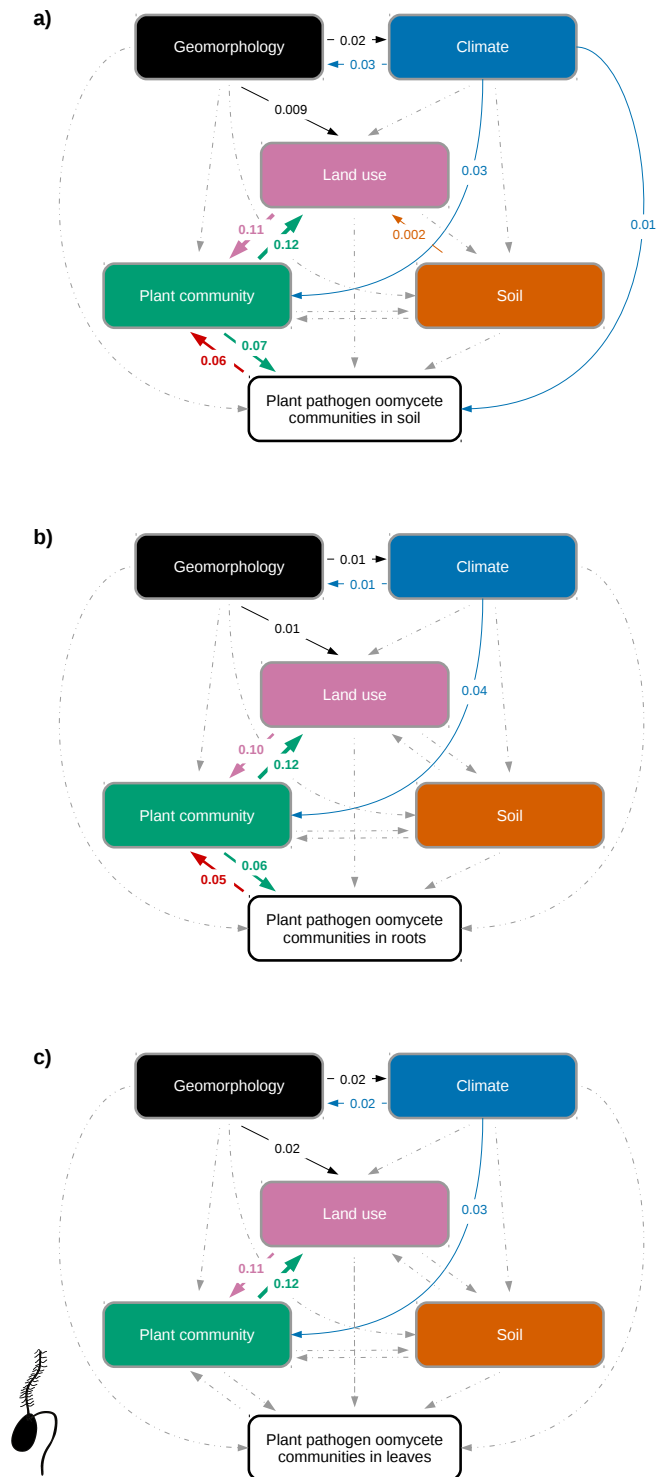 a)
Geomorphology
0.02
Climate
0.03
0.009
Land use
0.03
0.01
0.11
0.12
0.002
Plant community
Soil
0.07
0.06
Plant pathogen oomycete
communities in soil
b)
Geomorphology
0.01
Climate
0.01
0.01
Land use
0.04
0.10
0.12
Plant community
Soil
0.06
0.05
Plant pathogen oomycete
communities in roots
c)
Geomorphology
0.02
Climate
0.02
0.02
Land use
0.03
0.11
0.12
Plant community
Soil
Plant pathogen oomycete
communities in leaves